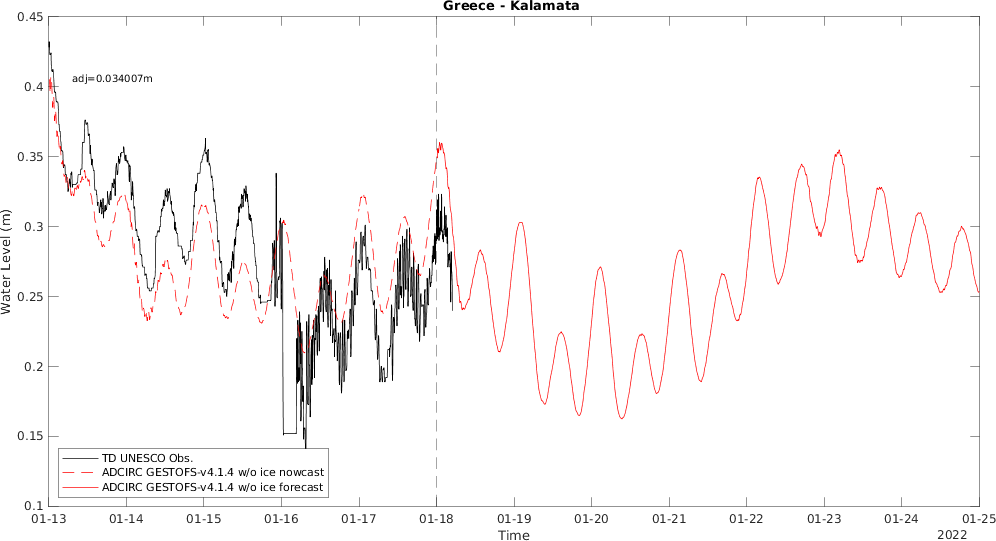 Greece - Kalamata
0.45
0.4
0.35
0.3
0.25
0.2
0.15
0.1
Water Level (m)
adj=0.034007m
TD UNESCO Obs.
ADCIRC GESTOFS-v4.1.4 w/o ice nowcast
ADCIRC GESTOFS-v4.1.4 w/o ice forecast
01-13 01-14 01-15 01-16 01-17 01-18 01-19 01-20 01-21 01-22 01-23 01-24 01-25
Time
2022